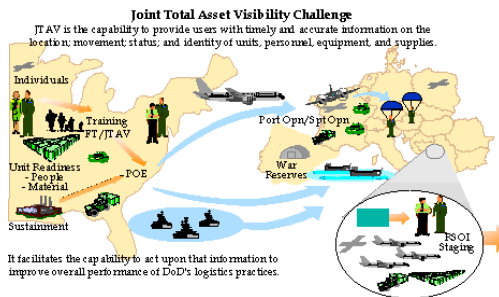 Joint Total Asset Visibility Challenge
JTAV is the capability to provide users with timely and accurate information on the
location; movement; status; and identity of units, personnel, equipment, and supplies.
Individuals
Training
FT/JTAV
Unit Readiness
- People
- Material
- POE
Sustainment
Port Opn/Spt Opn
War
Reserves
RSOI
Staging
It facilitates the capability to act upon that information to
improve overall performance of DoD's logistics practices.